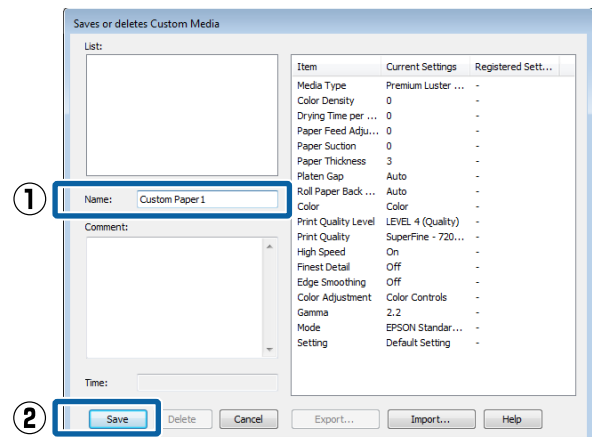 Saves or deletes Custom Media
List:
Item Current Settings Registered Sett...
Media Type Premium Luster ... -
Color Density 0 -
Drying Time per ... 0 -
Paper Feed Adju... 0 -
Paper Suction 0 -
Paper Thickness 3 -
Platen Gap Auto -
Roll Paper Back ... Auto -
Color Color -
Print Quality Level LEVEL 4 (Quality) -
Print Quality SuperFine - 720... -
High Speed On -
Finest Detail Off -
Edge Smoothing Off -
Color Adjustment Color Controls -
Gamma 2.2 -
Mode EPSON Standar... -
Setting Default Setting -
① Name: Custom Paper1
Comment:
Time:
② Save Delete Cancel Export... Import... Help